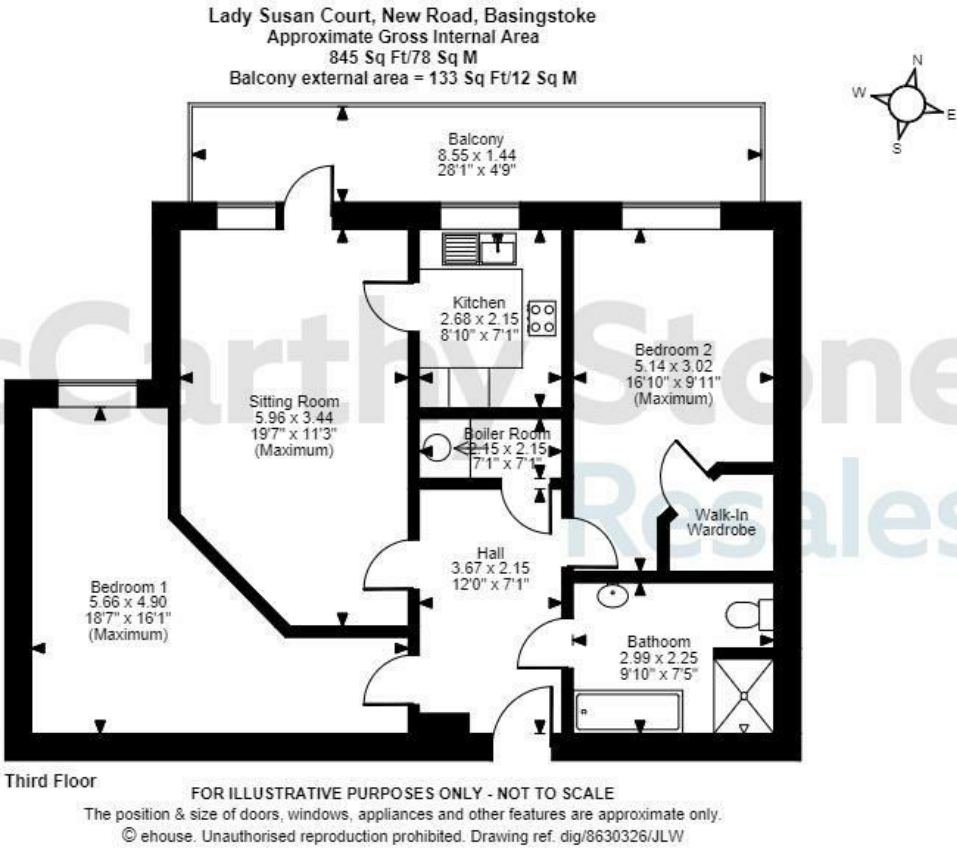 Lady Susan Court, New Road, Basingstoke
Approximate Gross Internal Area
845 Sq Ft/78 Sq M
Balcony external area = 133 Sq Ft/12 Sq M
N
W
E
S
Balcony
8.55 x 1.44
28'1" x 4'9"
Kitchen
2.68 x 2.15
8'10" x 7'1"
Bedroom 2
5.14 x 3.02
16'10" x 9'11"
(Maximum)
Sitting Room
5.96 x 3.44
19'7" x 11'3"
(Maximum)
Boiler Room
2.15 x 2.15
7'1" x 7'1"
Walk-In
Wardrobe
Hall
3.67 x 2.15
12'0" x 7'1"
Bedroom 1
5.66 x 4.90
18'7" x 16'1"
(Maximum)
Bathoom
2.99 x 2.25
9'10" x 7'5"
cCarthy Stone
Resales
Third Floor
FOR ILLUSTRATIVE PURPOSES ONLY - NOT TO SCALE
The position & size of doors, windows, appliances and other features are approximate only.
© ehouse. Unauthorised reproduction prohibited. Drawing ref. dig/8630326/JLW